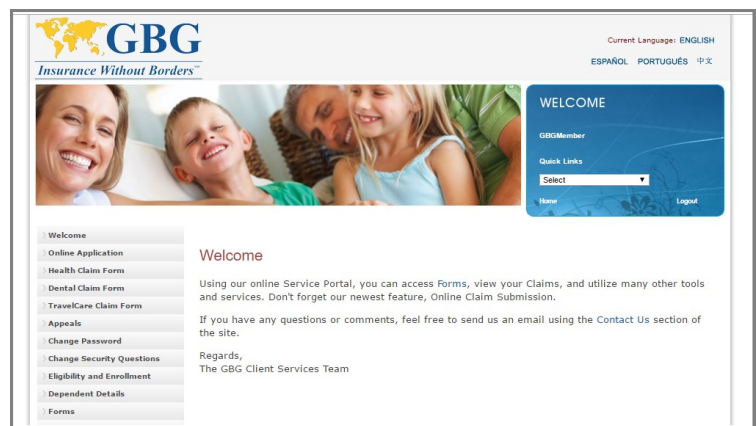 GBG
Insurance Without Borders℠
Current Language: ENGLISH
ESPAÑOL PORTUGUÊS 中文
WELCOME
GBGMember
Quick Links
Select
Home Logout
Welcome
Online Application
Health Claim Form
Dental Claim Form
TravelCare Claim Form
Appeals
Change Password
Change Security Questions
Eligibility and Enrollment
Dependent Details
Forms
Welcome
Using our online Service Portal, you can access Forms, view your Claims, and utilize many other tools
and services. Don't forget our newest feature, Online Claim Submission.
If you have any questions or comments, feel free to send us an email using the Contact Us section of
the site.
Regards,
The GBG Client Services Team